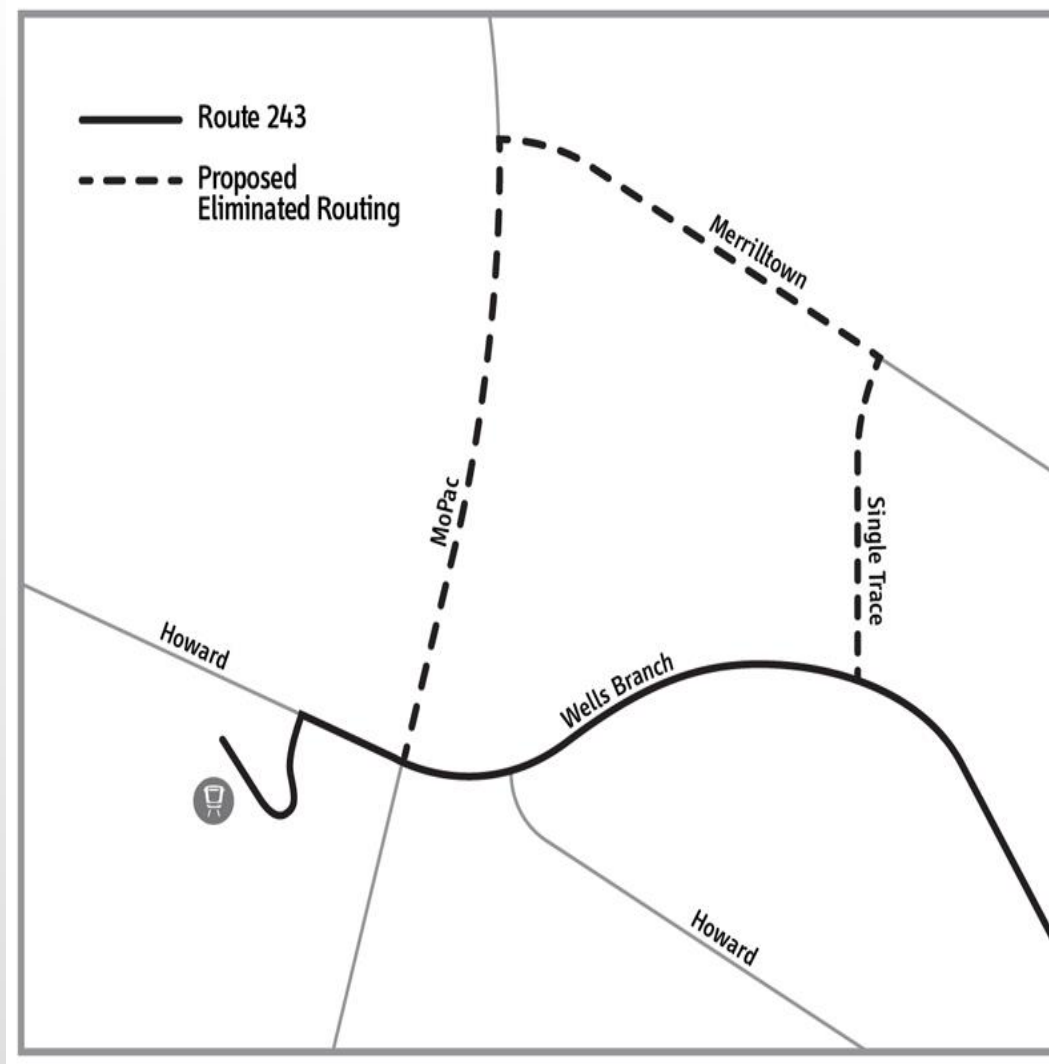 Route 243
Proposed
Eliminated Routing
Merrilltown
MoPac
Single Trace
Howard
Wells Branch
Howard